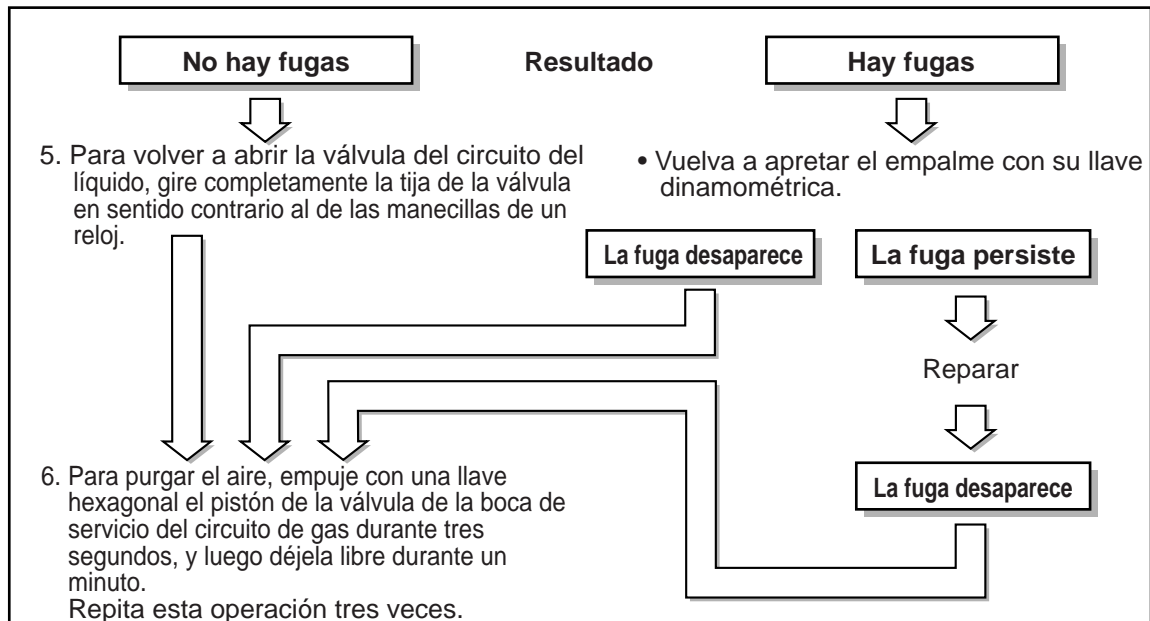 No hay fugas
Resultado
Hay fugas
5. Para volver a abrir la válvula del circuito del
líquido, gire completamente la tija de la válvula
en sentido contrario al de las manecillas de un
reloj.
• Vuelva a apretar el empalme con su llave
dinamométrica.
La fuga desaparece
La fuga persiste
Reparar
La fuga desaparece
6. Para purgar el aire, empuje con una llave
hexagonal el pistón de la válvula de la boca de
servicio del circuito de gas durante tres
segundos, y luego déjela libre durante un
minuto.
Repita esta operación tres veces.